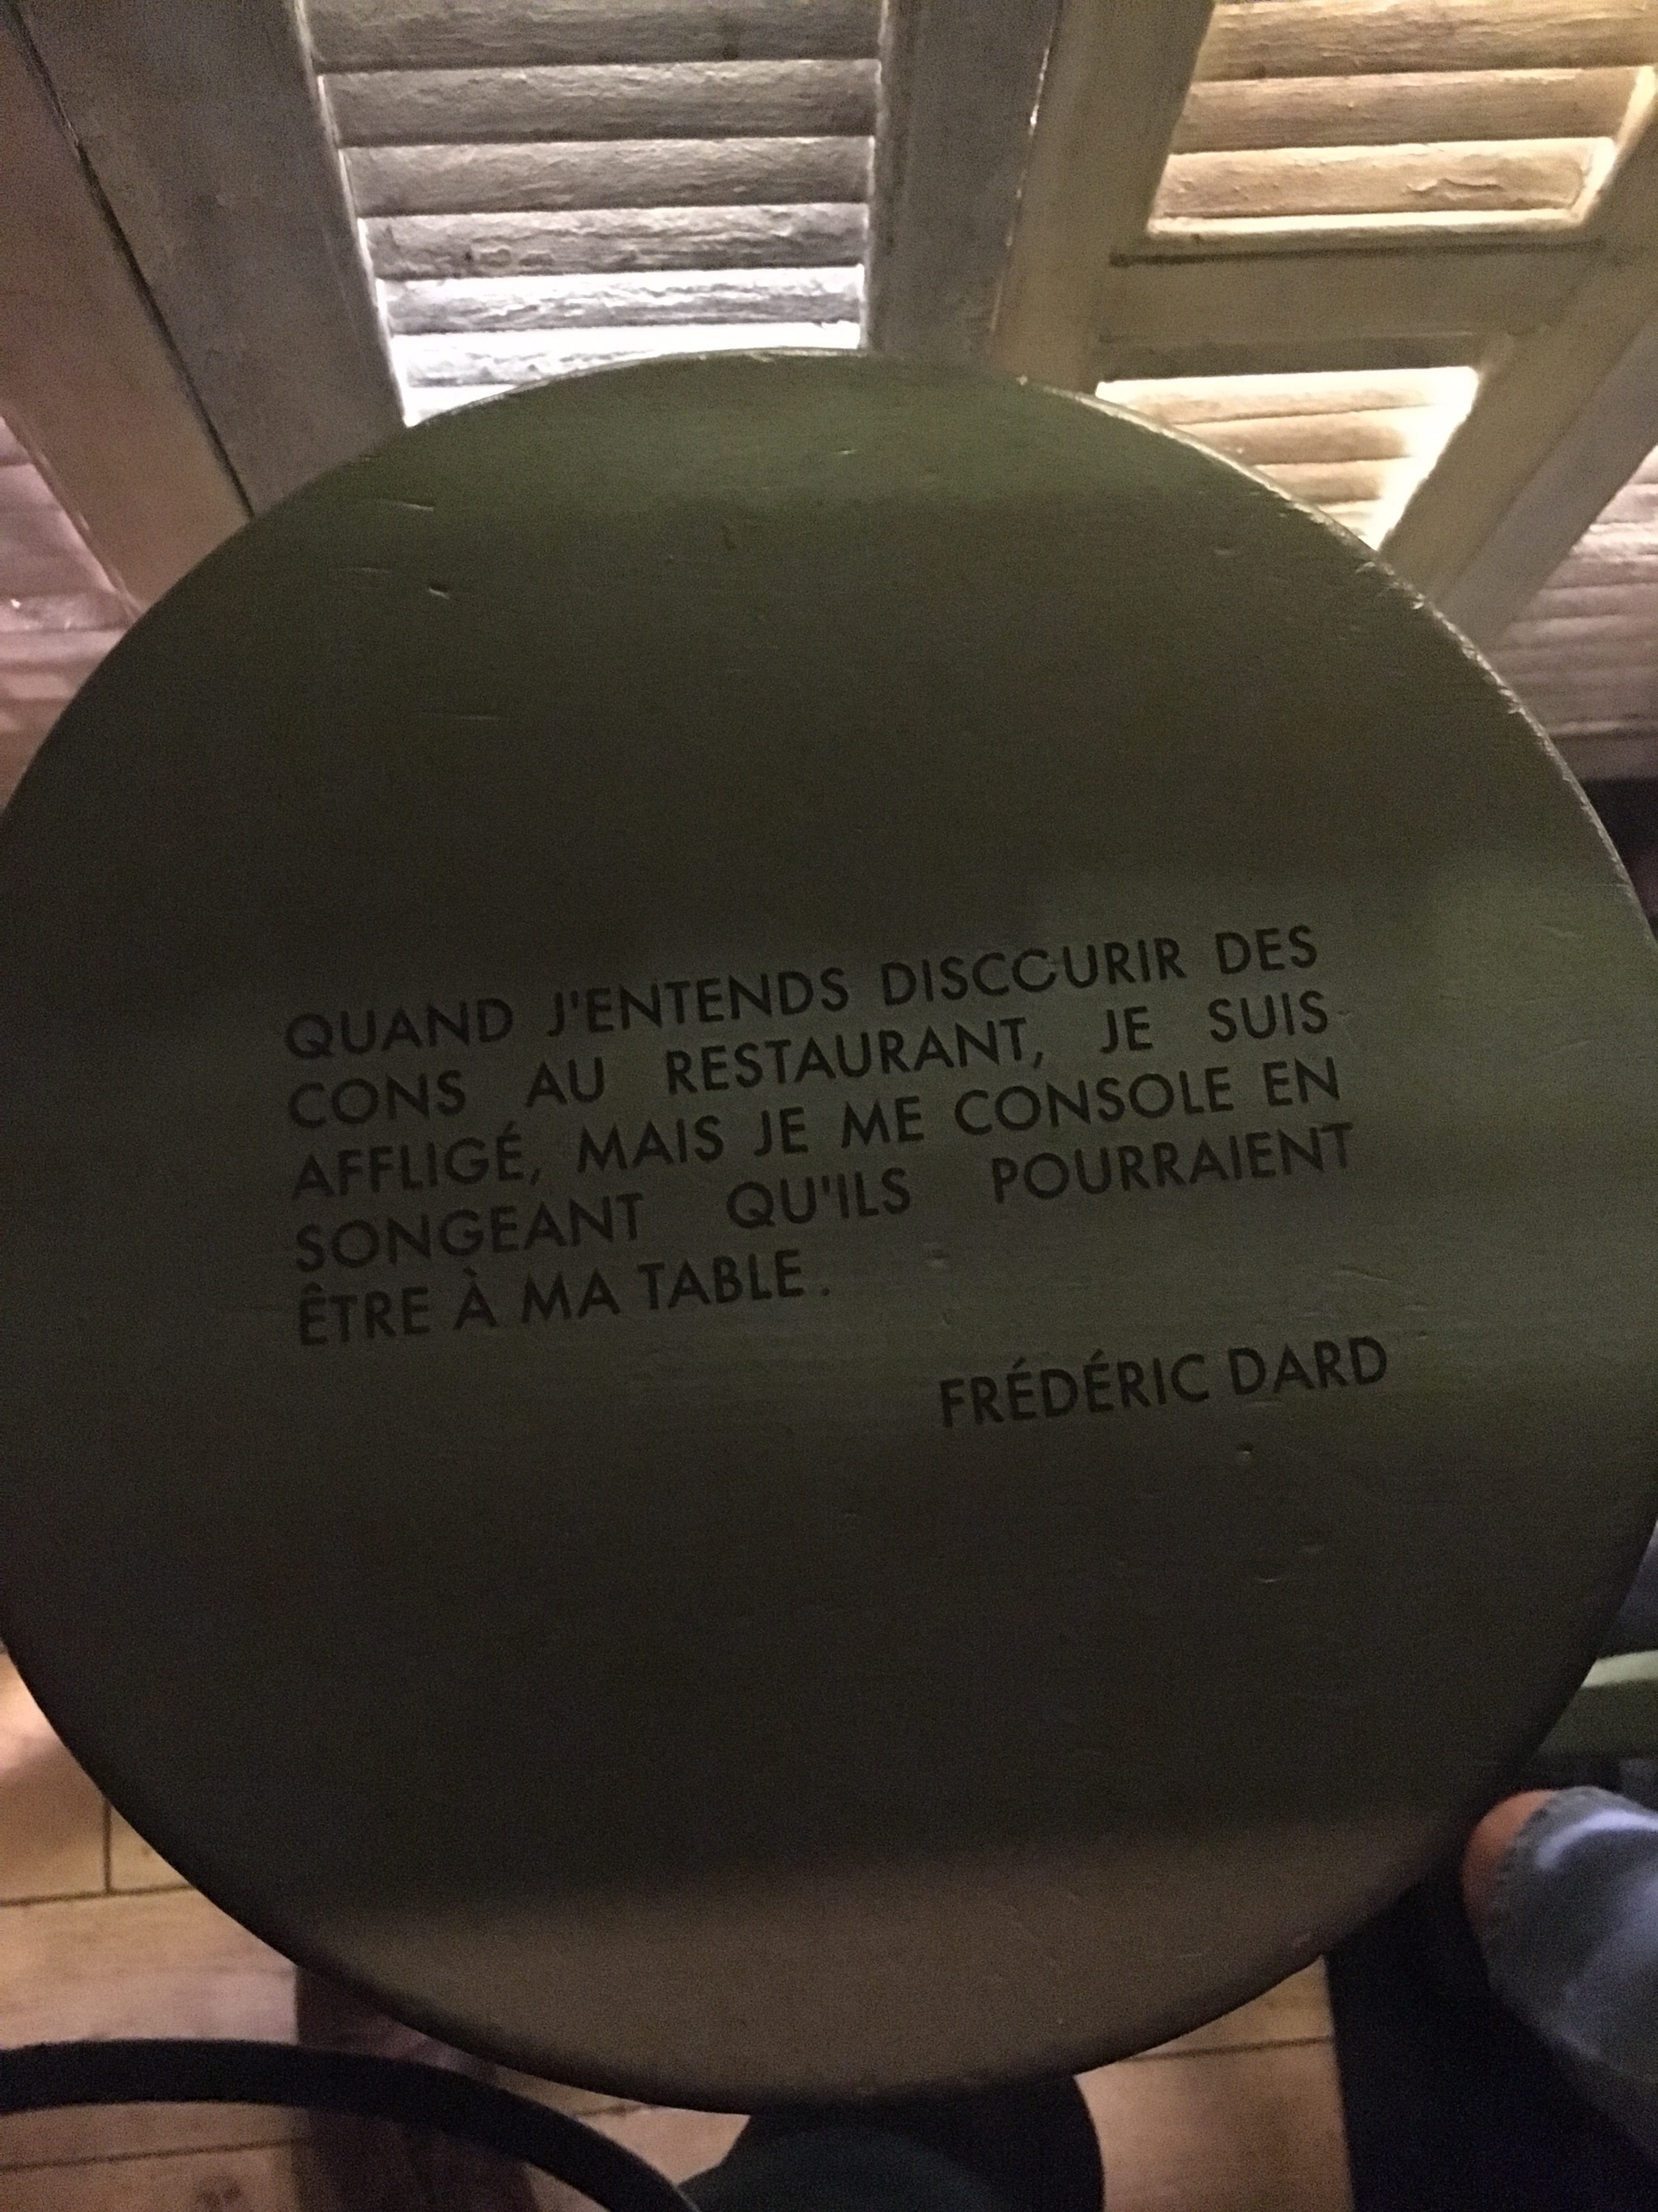 QUAND J'ENTENDS DISCOURIR DES
CONS AU RESTAURANT, JE SUIS
AFFLIGÉ, MAIS JE ME CONSOLE EN
SONGEANT QU'ILS POURRAIENT
ÊTRE À MA TABLE.
FRÉDÉRIC DARD